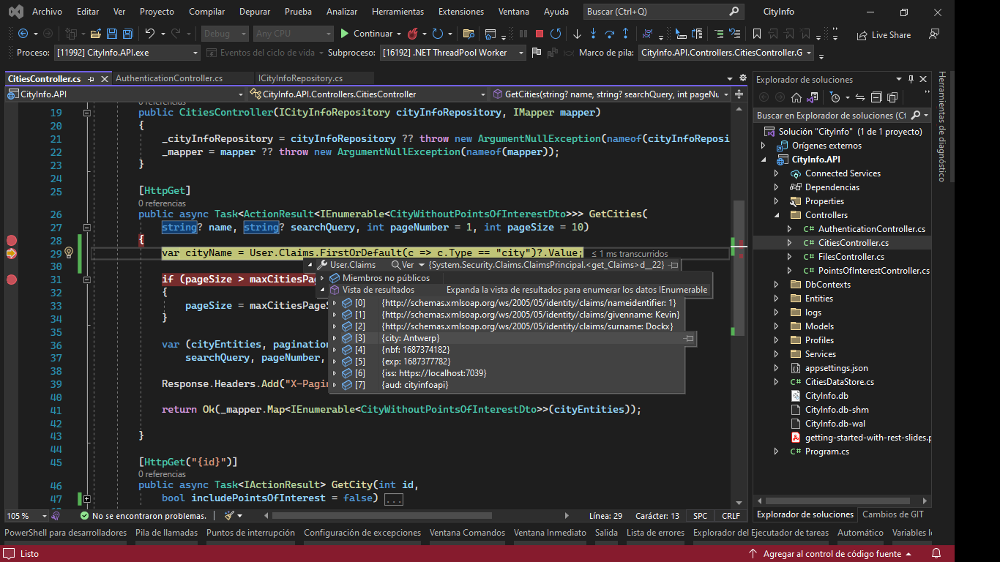 Archivo Editar Ver Proyecto Compilar Depurar Prueba Analizar Herramientas Extensiones Ventana Ayuda Buscar (Ctrl+Q) CityInfo
Debug Any CPU Continuar Live Share
Proceso: [11992] CityInfo.API.exe Eventos del ciclo de vida Subproceso: [16192] .NET ThreadPool Worker Marco de pila: CityInfo.API.Controllers.CitiesController.G
CitiesController.cs AuthenticationController.cs ICityInfoRepository.cs
CityInfo.API CityInfo.API.Controllers.CitiesController GetCities(string? name, string? searchQuery, int pageNu
0 referencias
19 public CitiesController(ICityInfoRepository cityInfoRepository, IMapper mapper)
20 {
21 _cityInfoRepository = cityInfoRepository ?? throw new ArgumentNullException(nameof(cityInfoReposi
22 _mapper = mapper ?? throw new ArgumentNullException(nameof(mapper));
23 }
24
25 [HttpGet]
0 referencias
26 public async Task<ActionResult<IEnumerable<CityWithoutPointsOfInterestDto>>> GetCities(
27 string? name, string? searchQuery, int pageNumber = 1, int pageSize = 10)
28 {
29 var cityName = User.Claims.FirstOrDefault(c => c.Type == "city")?.Value; ≤ 1 ms transcurridos
30
31 if (pageSize > maxCitiesPag
32 {
33 pageSize = maxCitiesPageS
34 }
35
36 var (cityEntities, pagination
37 searchQuery, pageNumber,
38
39 Response.Headers.Add("X-Pagin
40
41 return Ok(_mapper.Map<IEnumerable<CityWithoutPointsOfInterestDto>>(cityEntities));
42
43 }
44
45 [HttpGet("{id}")]
0 referencias
46 public async Task<IActionResult> GetCity(int id,
47 bool includePointsOfInterest = false) ...
User.Claims Ver {System.Security.Claims.ClaimsPrincipal.<get_Claims>d__22}
Miembros no públicos
Vista de resultados Expanda la vista de resultados para enumerar los datos IEnumerable
[0] {http://schemas.xmlsoap.org/ws/2005/05/identity/claims/nameidentifier: 1}
[1] {http://schemas.xmlsoap.org/ws/2005/05/identity/claims/givenname: Kevin}
[2] {http://schemas.xmlsoap.org/ws/2005/05/identity/claims/surname: Dockx}
[3] {city: Antwerp}
[4] {nbf: 1687374182}
[5] {exp: 1687377782}
[6] {iss: https://localhost:7039}
[7] {aud: cityinfoapi}
105 % No se encontraron problemas. Línea: 29 Carácter: 13 SPC CRLF
Explorador de soluciones
Buscar en Explorador de soluciones (Ct
Solución "CityInfo" (1 de 1 proyecto)
Orígenes externos
CityInfo.API
Connected Services
Dependencias
Properties
Controllers
C# AuthenticationController.cs
C# CitiesController.cs
C# FilesController.cs
C# PointsOfInterestController.cs
DbContexts
Entities
logs
Models
Profiles
Services
appsettings.json
C# CitiesDataStore.cs
CityInfo.db
CityInfo.db-shm
CityInfo.db-wal
getting-started-with-rest-slides.p
C# Program.cs
Explorador de soluciones Cambios de GIT
Herramientas de diagnóstico
PowerShell para desarrolladores Pila de llamadas Puntos de interrupción Configuración de excepciones Ventana Comandos Ventana Inmediato Salida Lista de errores Explorador del Ejecutador de tareas Automático Variables l
Listo Agregar al control de código fuente